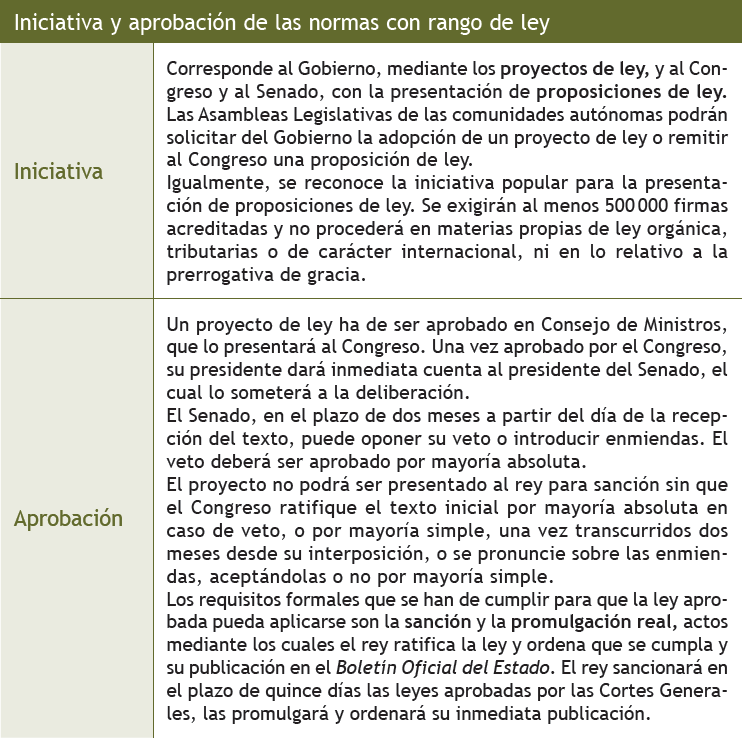 Iniciativa y aprobación de las normas con rango de ley
Iniciativa
Corresponde al Gobierno, mediante los proyectos de ley, y al Con-
greso y al Senado, con la presentación de proposiciones de ley.
Las Asambleas Legislativas de las comunidades autónomas podrán
solicitar del Gobierno la adopción de un proyecto de ley o remitir
al Congreso una proposición de ley.
Igualmente, se reconoce la iniciativa popular para la presenta-
ción de proposiciones de ley. Se exigirán al menos 500 000 firmas
acreditadas y no procederá en materias propias de ley orgánica,
tributarias o de carácter internacional, ni en lo relativo a la
prerrogativa de gracia.
Aprobación
Un proyecto de ley ha de ser aprobado en Consejo de Ministros,
que lo presentará al Congreso. Una vez aprobado por el Congreso,
su presidente dará inmediata cuenta al presidente del Senado, el
cual lo someterá a la deliberación.
El Senado, en el plazo de dos meses a partir del día de la recep-
ción del texto, puede oponer su veto o introducir enmiendas. El
veto deberá ser aprobado por mayoría absoluta.
El proyecto no podrá ser presentado al rey para sanción sin que
el Congreso ratifique el texto inicial por mayoría absoluta en
caso de veto, o por mayoría simple, una vez transcurridos dos
meses desde su interposición, o se pronuncie sobre las enmien-
das, aceptándolas o no por mayoría simple.
Los requisitos formales que se han de cumplir para que la ley apro-
bada pueda aplicarse son la sanción y la promulgación real, actos
mediante los cuales el rey ratifica la ley y ordena que se cumpla y
su publicación en el Boletín Oficial del Estado. El rey sancionará en
el plazo de quince días las leyes aprobadas por las Cortes Genera-
les, las promulgará y ordenará su inmediata publicación.